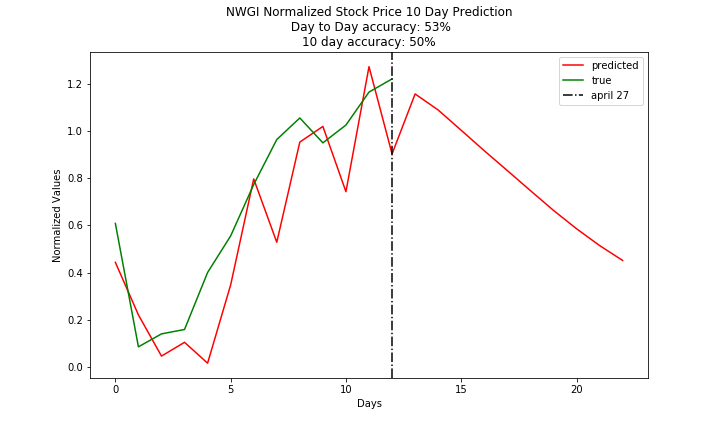 NWGI Normalized Stock Price 10 Day Prediction
Day to Day accuracy: 53%
10 day accuracy: 50%
predicted
true
april 27
Normalized Values
1.2
1.0
0.8
0.6
0.4
0.2
0.0
0 5 10 15 20
Days